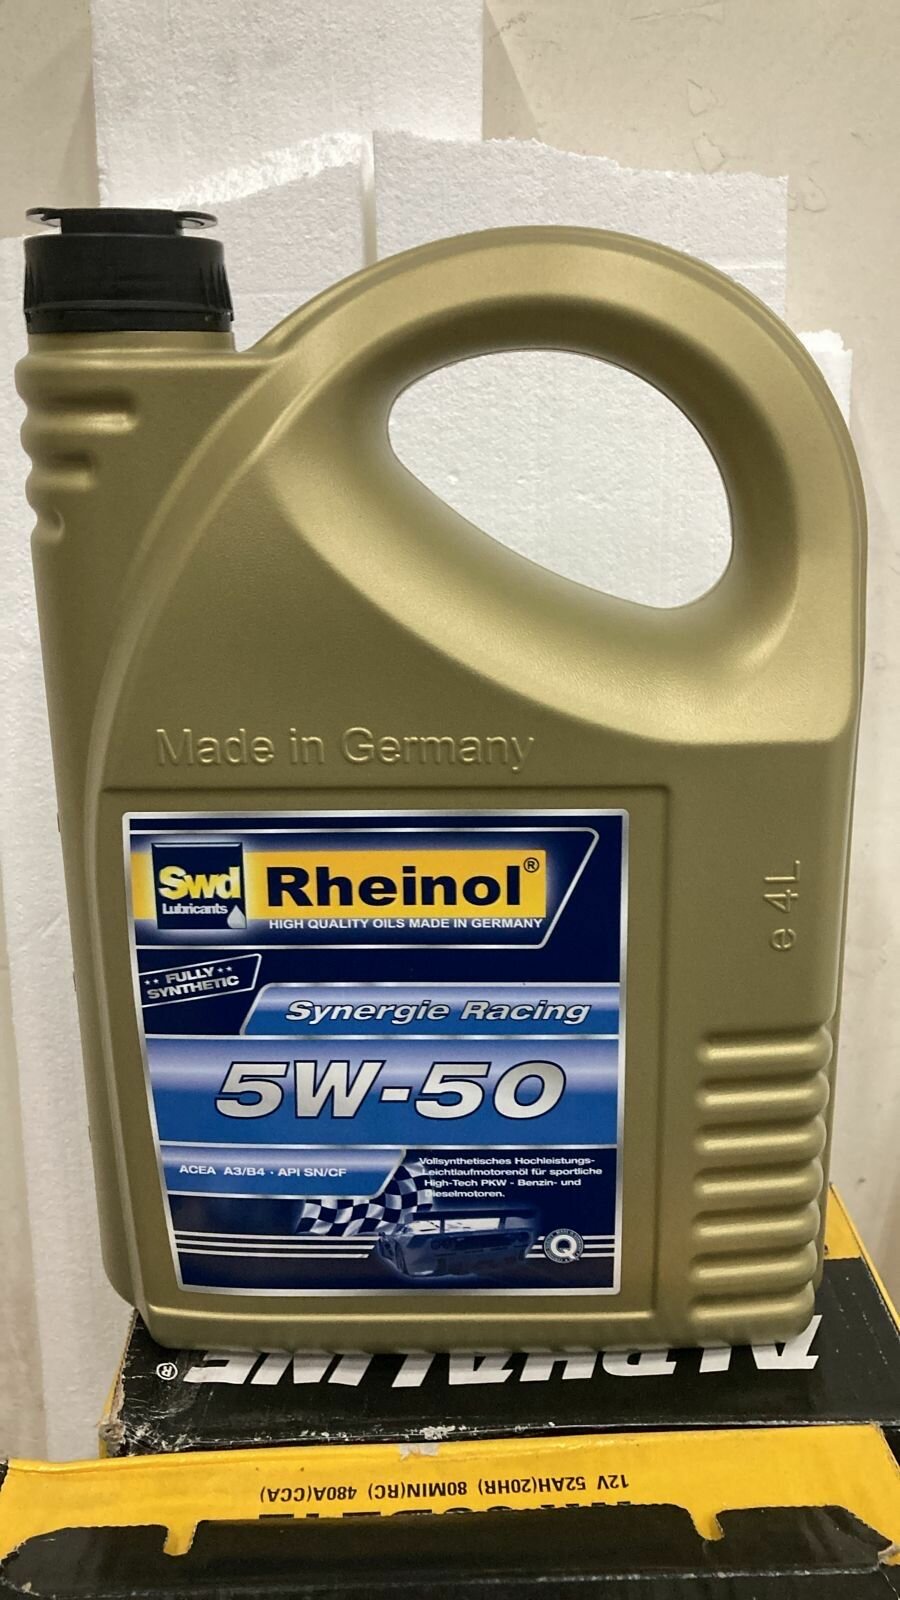 Made in Germany
Swd
Lubricants
Rheinol®
HIGH QUALITY OILS MADE IN GERMANY
** FULLY **
SYNTHETIC
Synergie Racing
5W-50
ACEA A3/B4 · API SN/CF
Vollsynthetisches Hochleistungs-
Leichtlaufmotorenöl für sportliche
High-Tech PKW - Benzin- und
Dieselmotoren.
Q
e 4L
ALPHALINE®
12V 52AH(20HR) 80MIN(RC) 480A(CCA)